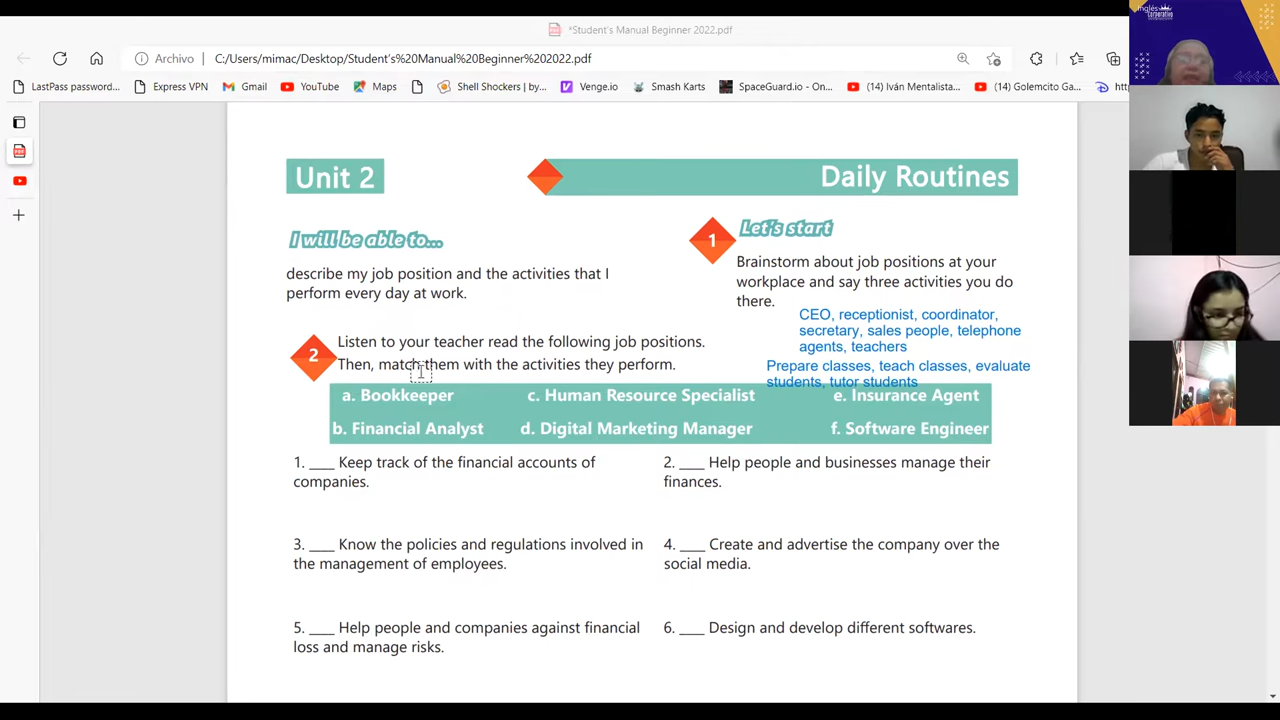 *Student's Manual Beginner 2022.pdf
Archivo
C:/Users/mimac/Desktop/Student's%20Manual%20Beginner%202022.pdf
LastPass password...
Express VPN
Gmail
YouTube
Maps
Shell Shockers | by...
Venge.io
Smash Karts
SpaceGuard.io - On...
(14) Iván Mentalista...
(14) Golemcito Ga...
Inglés
corporativo
Unit 2
Daily Routines
I will be able to...
describe my job position and the activities that I
perform every day at work.
1
Let's start
Brainstorm about job positions at your
workplace and say three activities you do
there.
CEO, receptionist, coordinator,
secretary, sales people, telephone
agents, teachers
Prepare classes, teach classes, evaluate
students, tutor students
2
Listen to your teacher read the following job positions.
Then, match them with the activities they perform.
a. Bookkeeper
c. Human Resource Specialist
e. Insurance Agent
b. Financial Analyst
d. Digital Marketing Manager
f. Software Engineer
1. ___ Keep track of the financial accounts of
companies.
2. ___ Help people and businesses manage their
finances.
3. ___ Know the policies and regulations involved in
the management of employees.
4. ___ Create and advertise the company over the
social media.
5. ___ Help people and companies against financial
loss and manage risks.
6. ___ Design and develop different softwares.